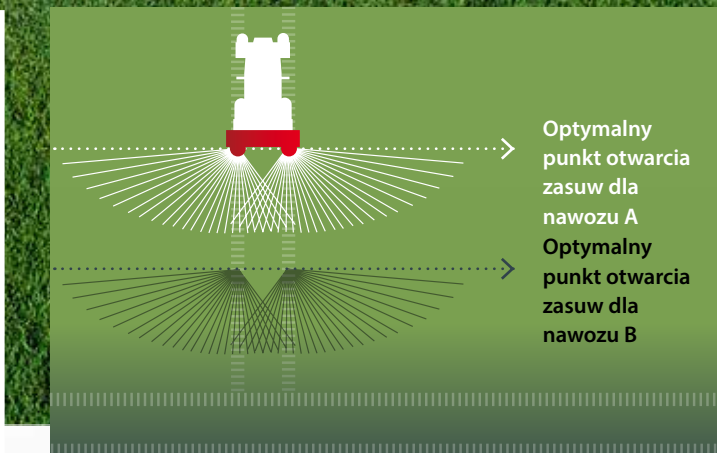 Optymalny
punkt otwarcia
zasuw dla
nawozu A
Optymalny
punkt otwarcia
zasuw dla
nawozu B